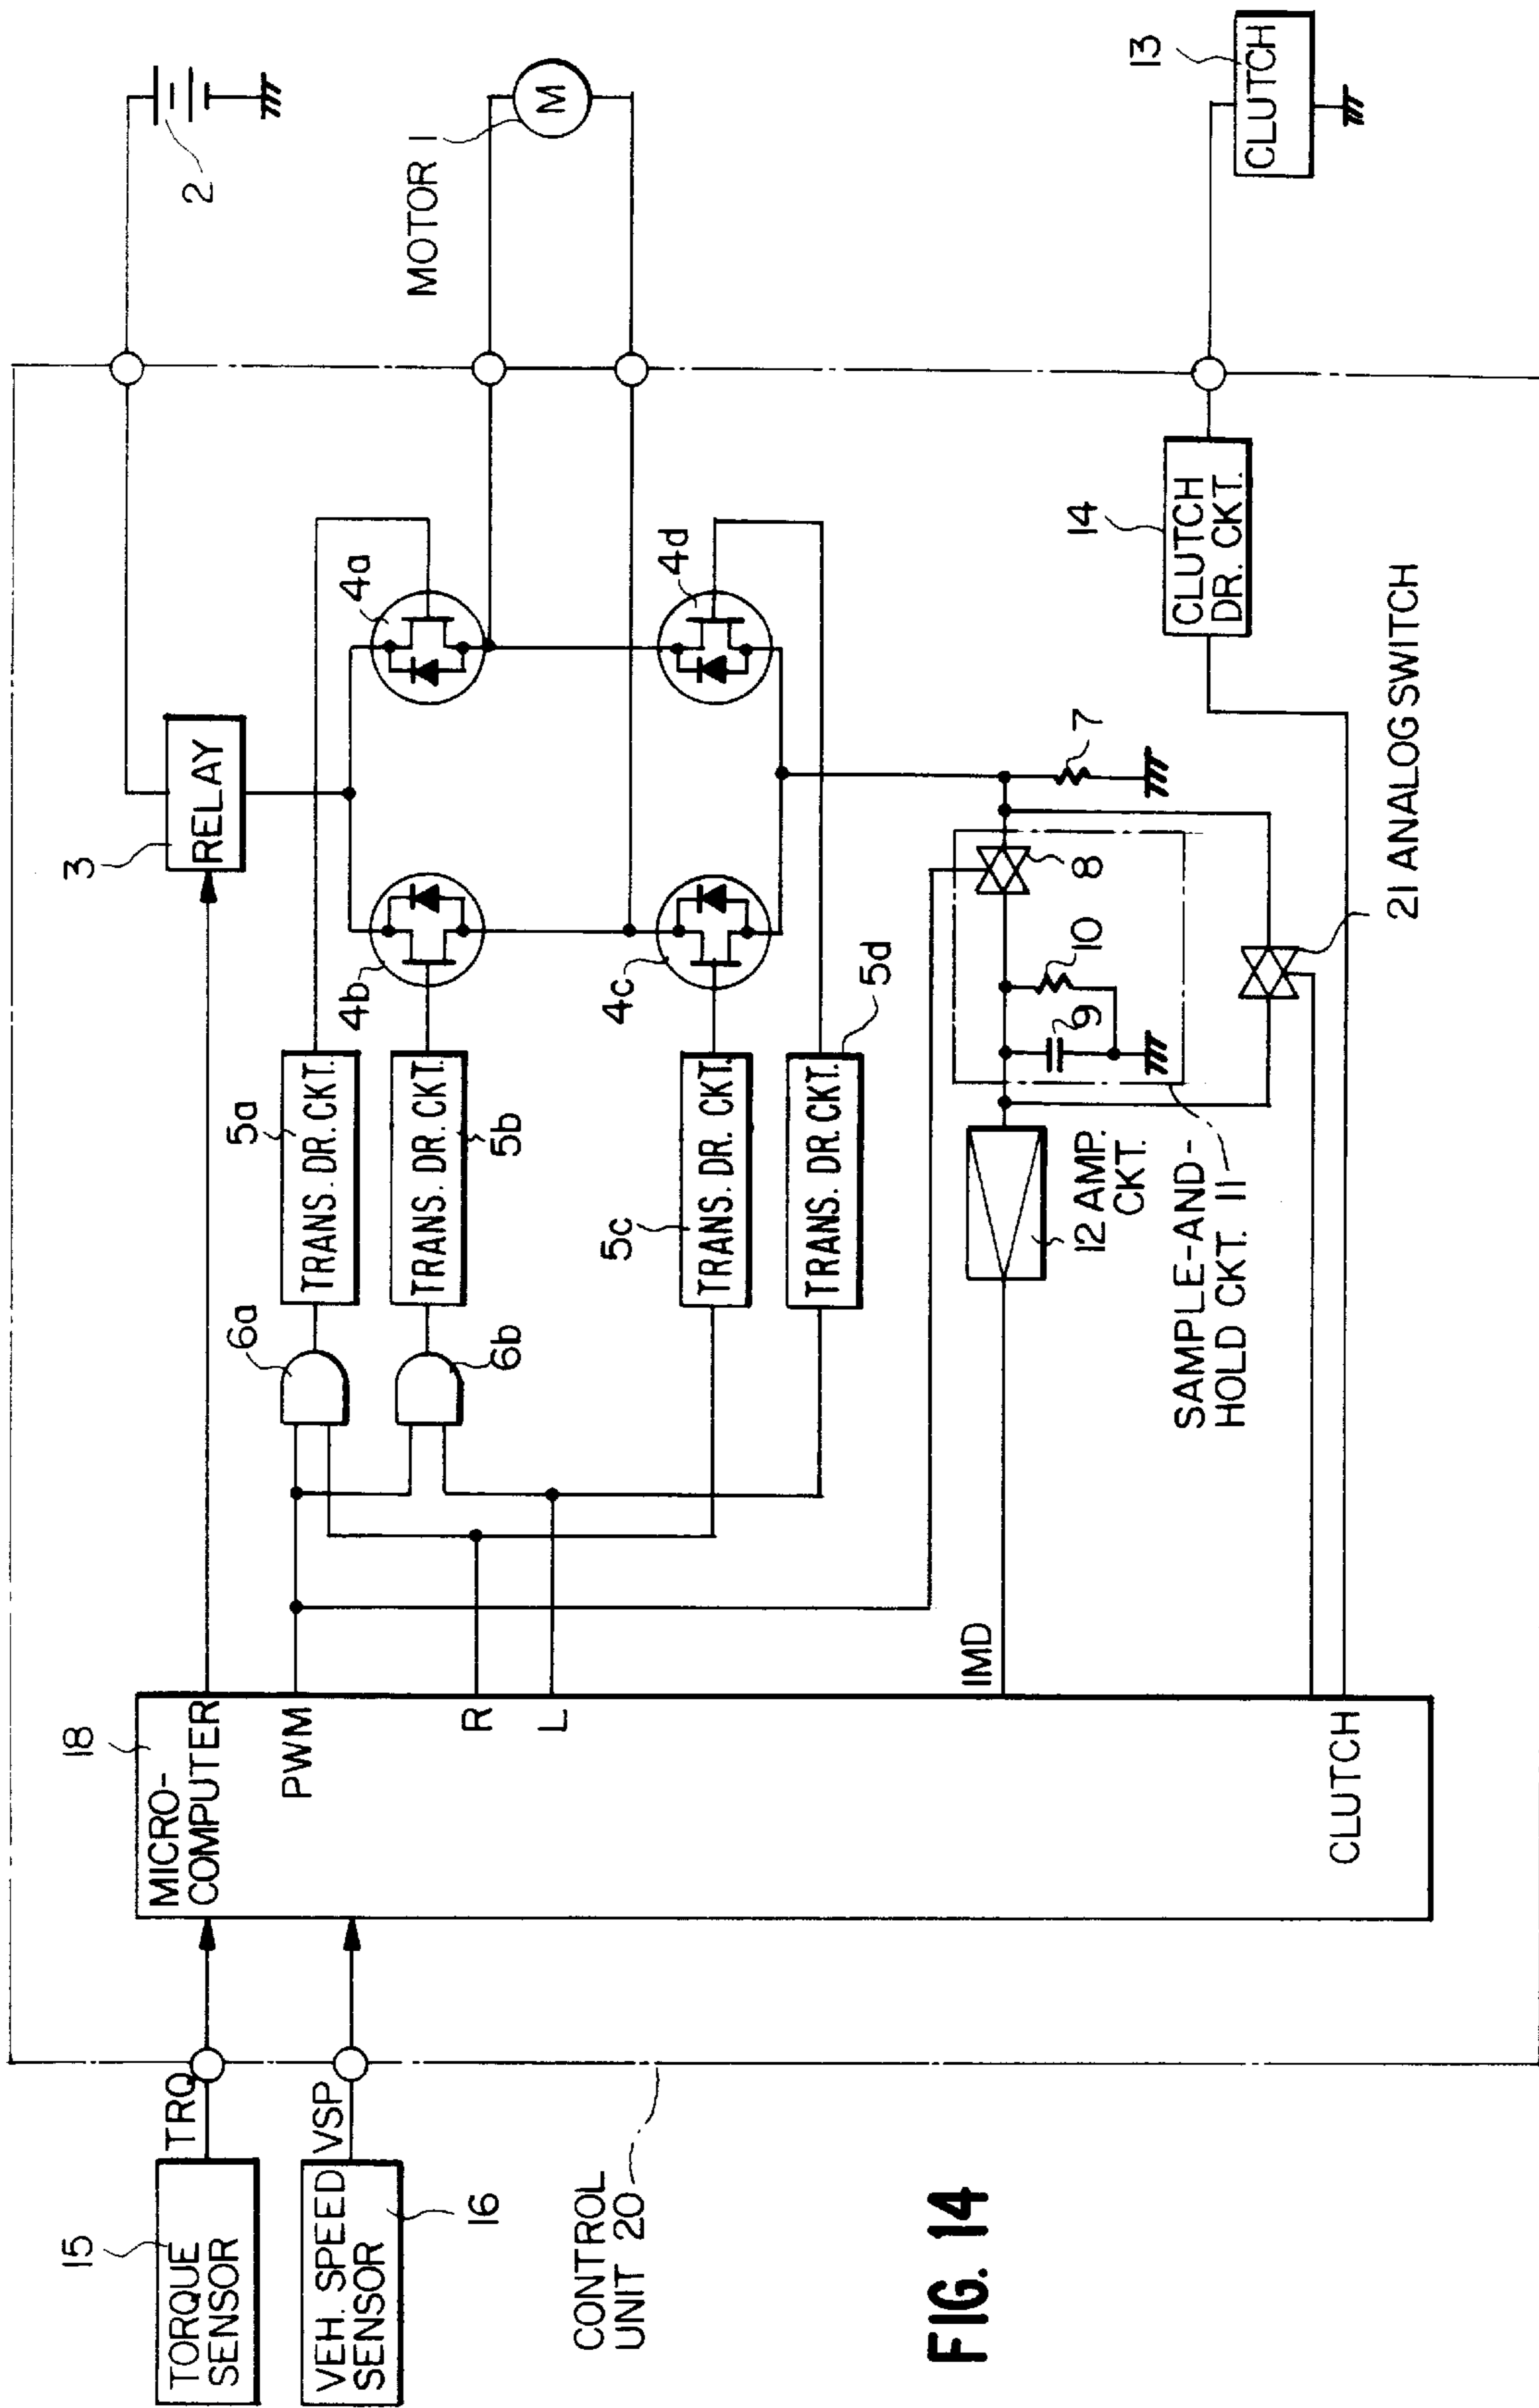 15
TORQUE
SENSOR
TRQ
VEH. SPEED
SENSOR
VSP
16
CONTROL
UNIT 20
18
MICRO-
COMPUTER
PWM
R
L
IMD
CLUTCH
3
RELAY
2
6a
5a
TRANS. DR. CKT.
4a
MOTOR 1
M
6b
TRANS. DR. CKT.
5b
4b
5c
TRANS. DR. CKT.
4c
4d
TRANS. DR. CKT.
5d
7
8
10
9
12 AMP.
CKT.
SAMPLE-AND-
HOLD CKT. 11
21 ANALOG SWITCH
14
CLUTCH
DR. CKT.
13
CLUTCH
FIG. 14